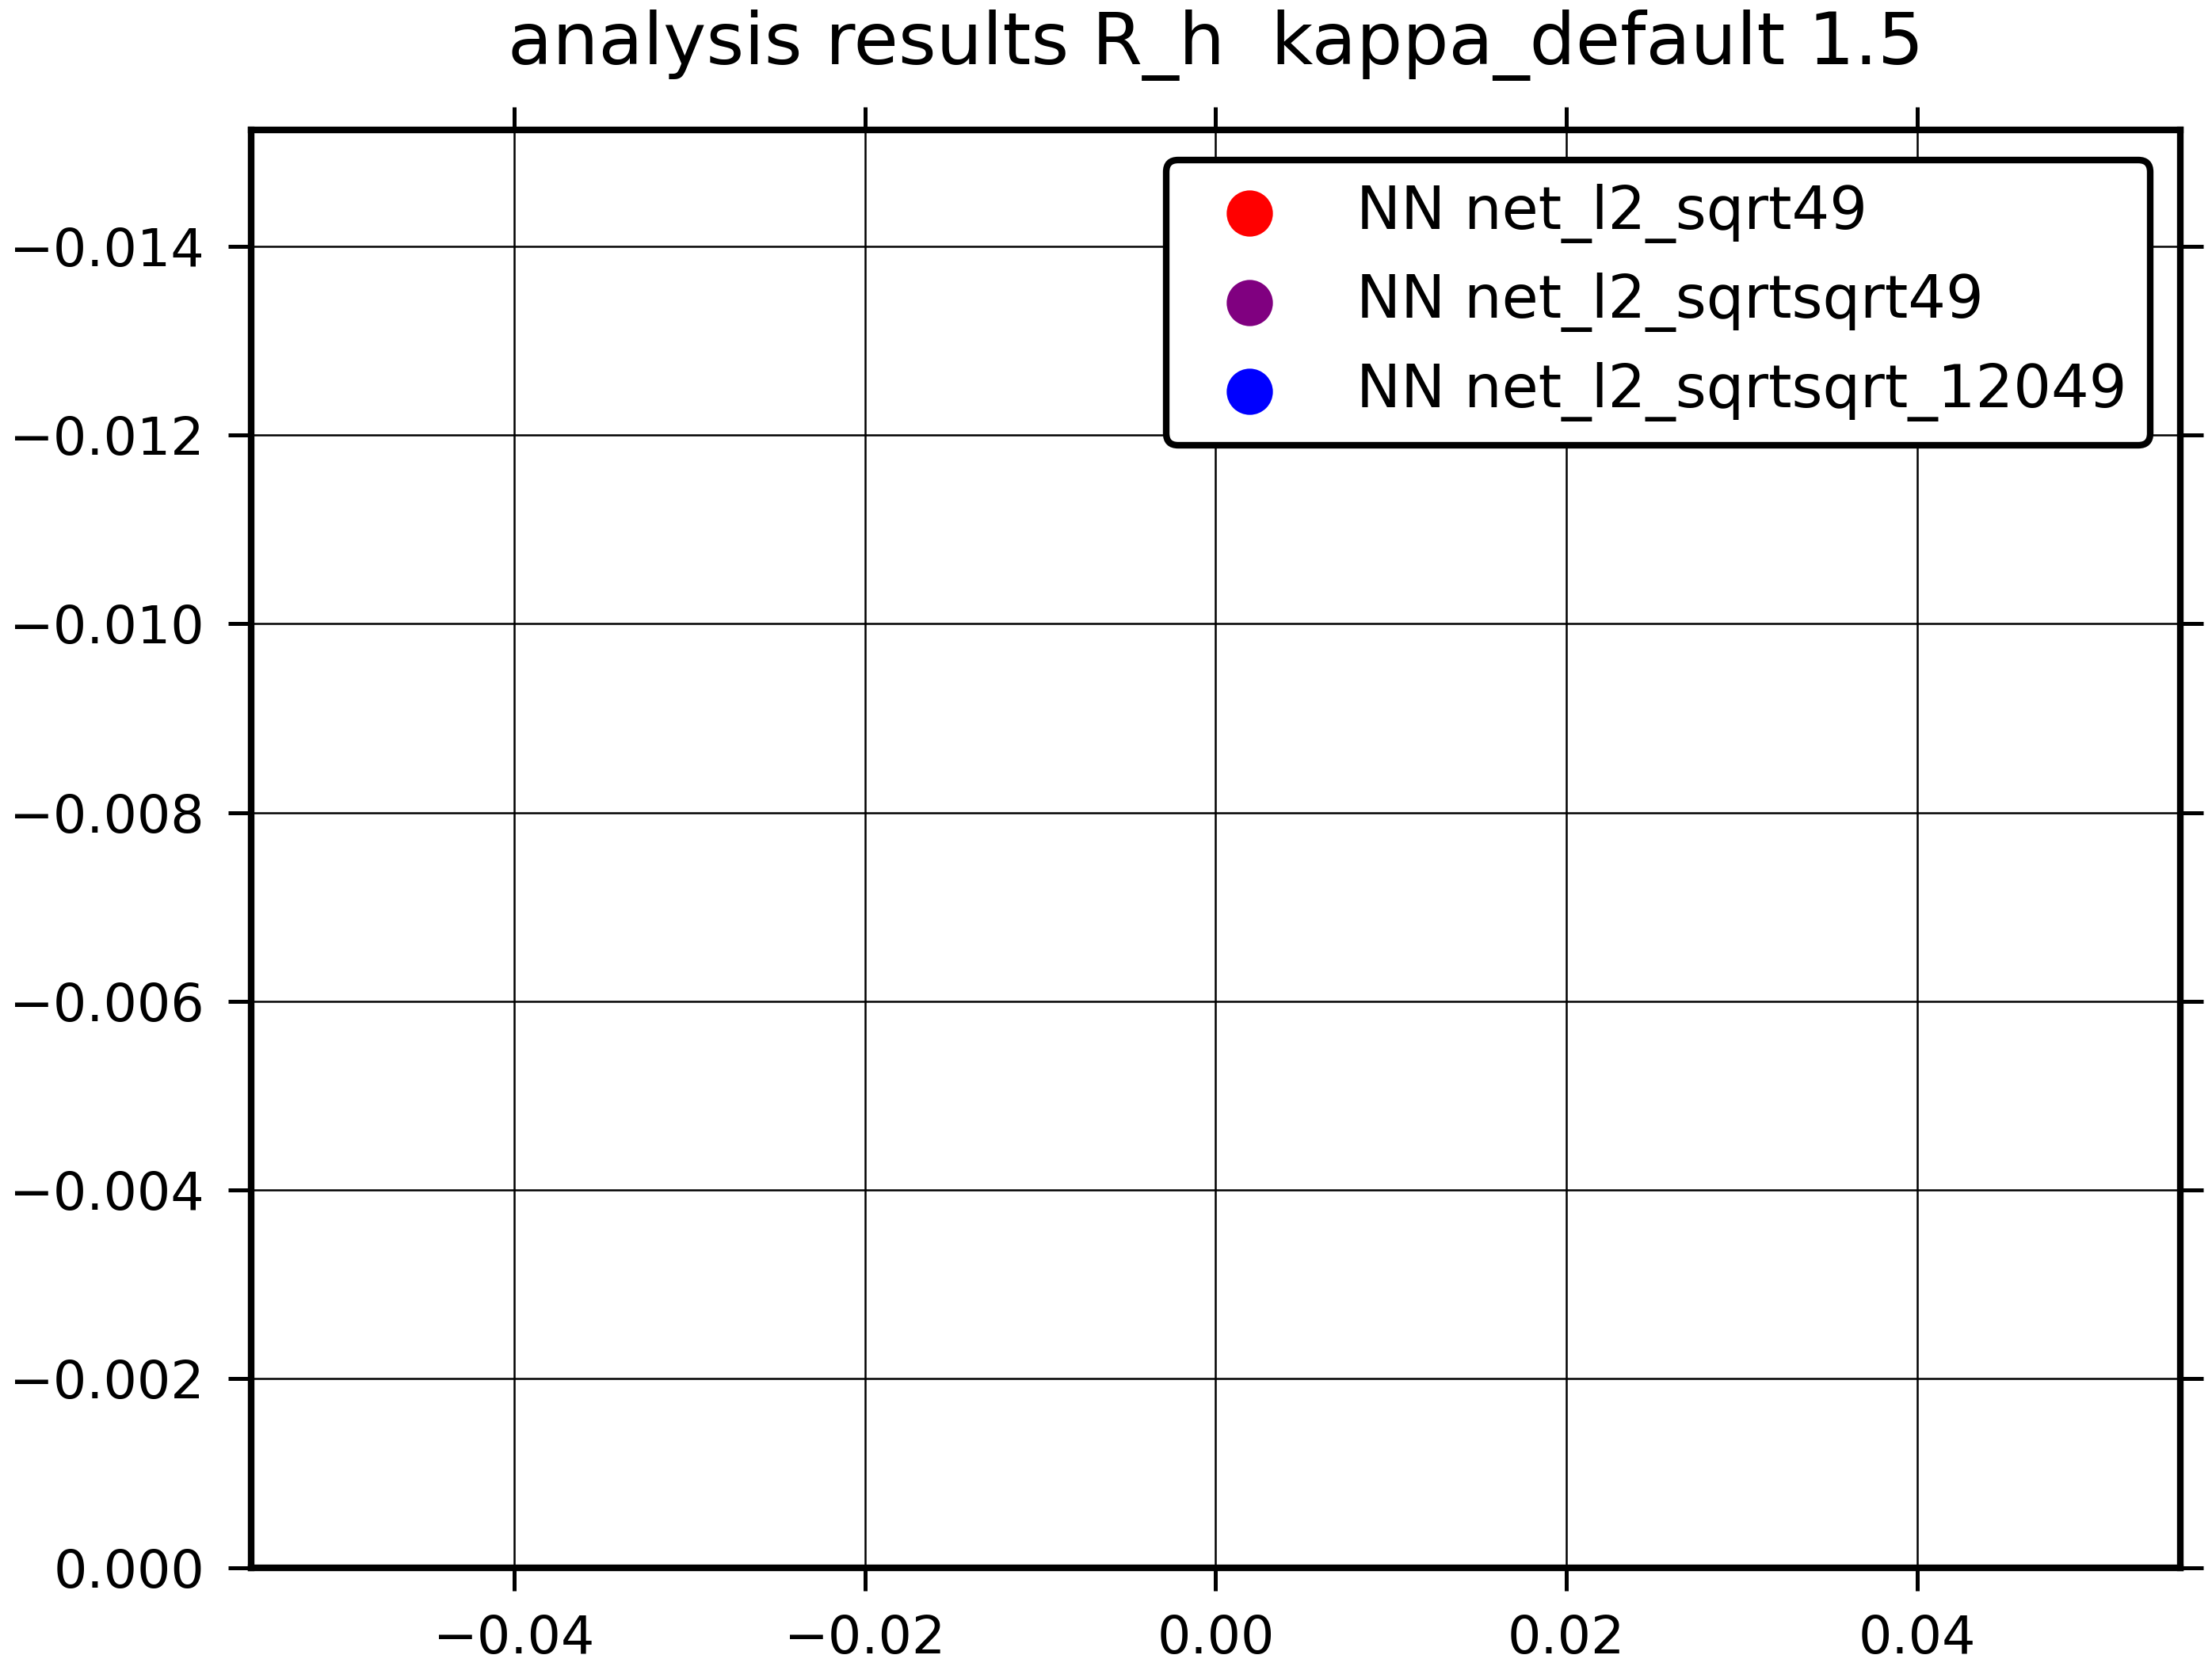 analysis results R_h  kappa_default 1.5
NN net_l2_sqrt49
NN net_l2_sqrtsqrt49
NN net_l2_sqrtsqrt_12049
−0.014
−0.012
−0.010
−0.008
−0.006
−0.004
−0.002
0.000
−0.04 −0.02 0.00 0.02 0.04